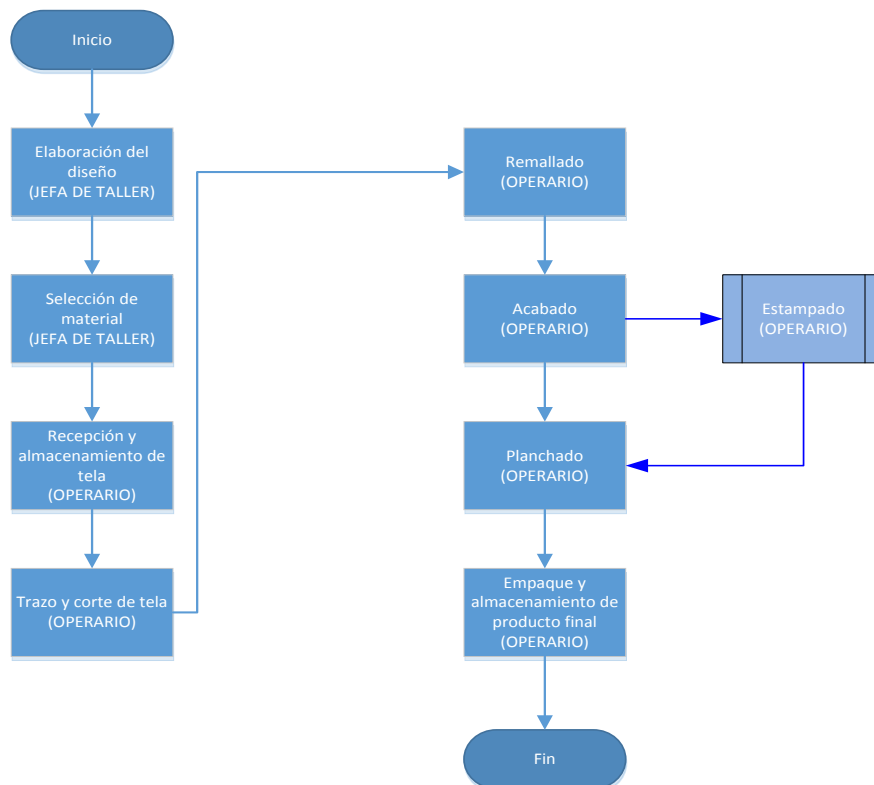 Inicio
Elaboración del
diseño
(JEFA DE TALLER)
Selección de
material
(JEFA DE TALLER)
Recepción y
almacenamiento de
tela
(OPERARIO)
Trazo y corte de tela
(OPERARIO)
Remallado
(OPERARIO)
Acabado
(OPERARIO)
Estampado
(OPERARIO)
Planchado
(OPERARIO)
Empaque y
almacenamiento de
producto final
(OPERARIO)
Fin